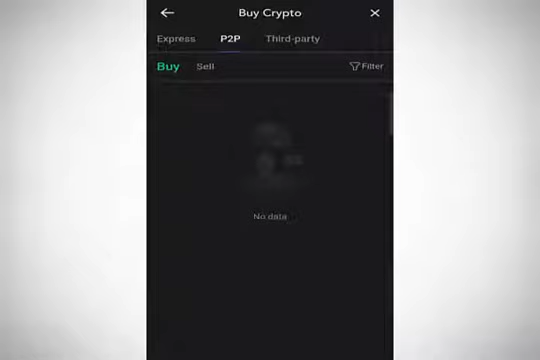 Buy Crypto
Express P2P Third-party
Buy Sell Filter
No data